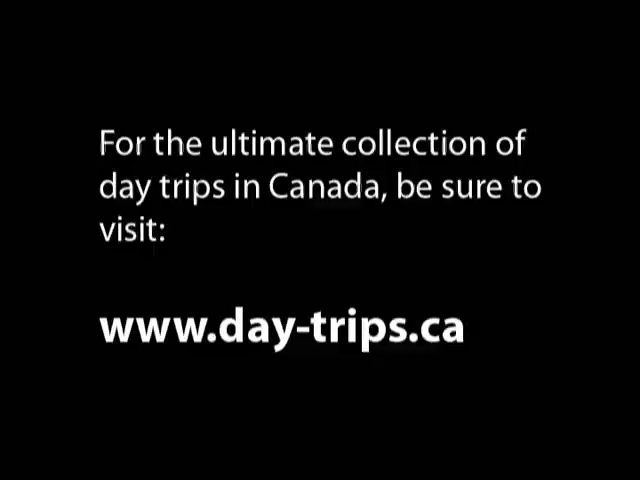 For the ultimate collection of
day trips in Canada, be sure to
visit:
www.day-trips.ca